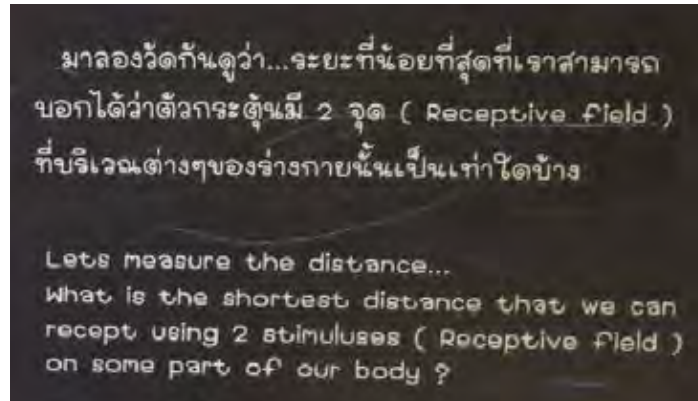 มาลองวัดกันดูว่า...ระยะที่น้อยที่สุดที่เราสามารถ
บอกได้ว่าตัวกระตุ้นมี 2 จุด ( Receptive field )
ที่บริเวณต่างๆของร่างกายนั้นเป็นเท่าใดบ้าง
Lets measure the distance...
What is the shortest distance that we can
recept using 2 stimuluses ( Receptive field )
on some part of our body ?